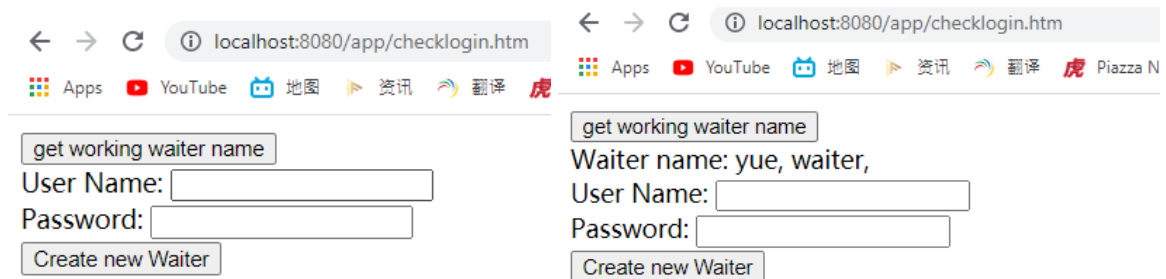 localhost:8080/app/checklogin.htm
Apps YouTube 地图 资讯 翻译 虎
get working waiter name
User Name:
Password:
Create new Waiter
localhost:8080/app/checklogin.htm
Apps YouTube 地图 资讯 翻译 虎 Piazza N
get working waiter name
Waiter name: yue, waiter,
User Name:
Password:
Create new Waiter